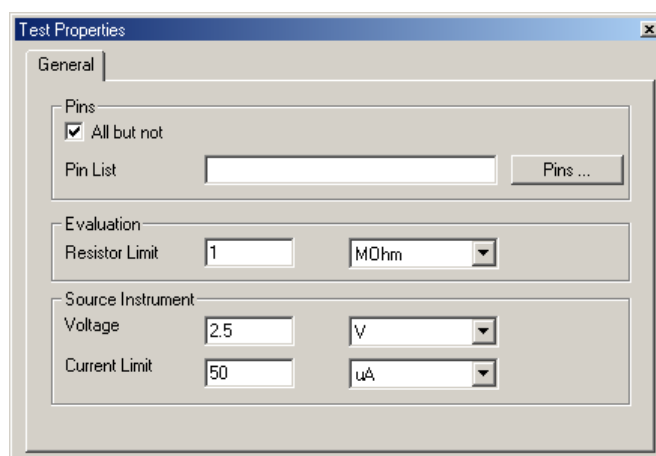 Test Properties
General
Pins
All but not
Pin List
Pins ...
Evaluation
Resistor Limit 1 MOhm
Source Instrument
Voltage 2.5 V
Current Limit 50 uA